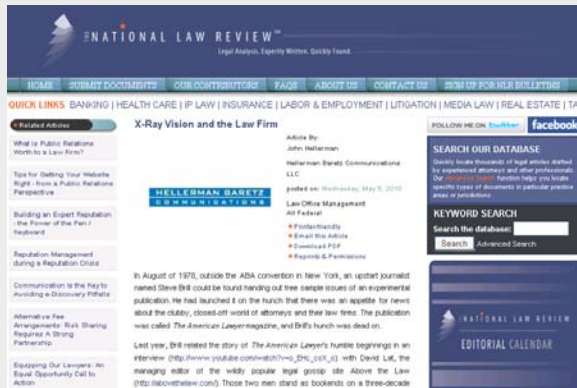 THE NATIONAL LAW REVIEW
Legal Analysis. Expertly Written. Quickly Found.
HOME SUBMIT DOCUMENTS OUR CONTRIBUTORS FAQS ABOUT US CONTACT US SIGN UP FOR NLR BULLETINS
QUICK LINKS BANKING | HEALTH CARE | IP LAW | INSURANCE | LABOR & EMPLOYMENT | LITIGATION | MEDIA LAW | REAL ESTATE | TA
Related Articles
What is Public Relations
Worth to a Law Firm?
Tips for Getting Your Website
Right - from a Public Relations
Perspective
Building an Expert Reputation
- the Power of the Pen /
Keyboard
Reputation Management
during a Reputation Crisis
Communication is the Key to
Avoiding e-Discovery Pitfalls
Alternative Fee
Arrangements: Risk Sharing
Requires A Strong
Partnership
Equipping Our Lawyers: An
Equal Opportunity Call to
Action
X-Ray Vision and the Law Firm
HELLERMAN BARETZ
COMMUNICATIONS
Article By:
John Hellerman
Hellerman Baretz Communications
LLC
posted on: Wednesday, May 5, 2010
Law Office Management
All Federal
Printer-friendly
Email this Article
Download PDF
Reprints & Permissions
In August of 1978, outside the ABA convention in New York, an upstart journalist
named Steve Brill could be found handing out free sample issues of an experimental
publication. He had launched it on the hunch that there was an appetite for news
about the clubby, closed-off world of attorneys and their law firms. The publication
was called The American Lawyer magazine, and Brill's hunch was dead on.
Last year, Brill related the story of The American Lawyer's humble beginnings in an
interview with David Lat, the
managing editor of the wildly popular legal gossip site Above the Law
(http://abovethelaw.com/). Those two men stand as bookends on a three-decade
FOLLOW ME ON twitter facebook
SEARCH OUR DATABASE
Quickly locate thousands of legal articles drafted
by experienced attorneys and other professionals.
Our Advanced Search function helps you locate
specific types of documents in particular practice
areas or jurisdictions.
KEYWORD SEARCH
Search the database:
Search Advanced Search
THE NATIONAL LAW REVIEW
EDITORIAL CALENDAR